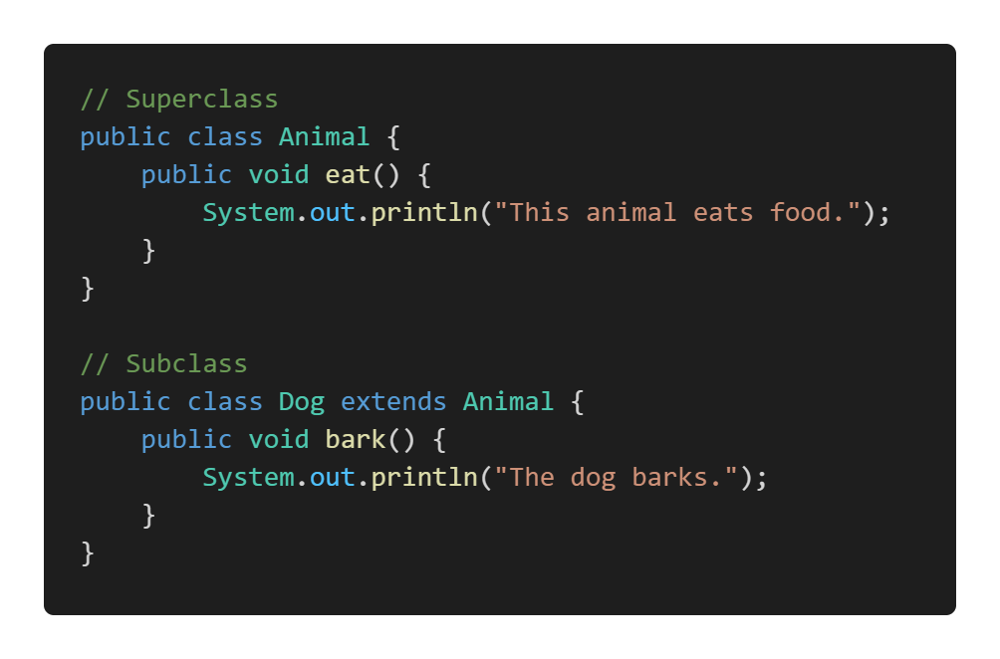 // Superclass
public class Animal {
    public void eat() {
        System.out.println("This animal eats food.");
    }
}

// Subclass
public class Dog extends Animal {
    public void bark() {
        System.out.println("The dog barks.");
    }
}